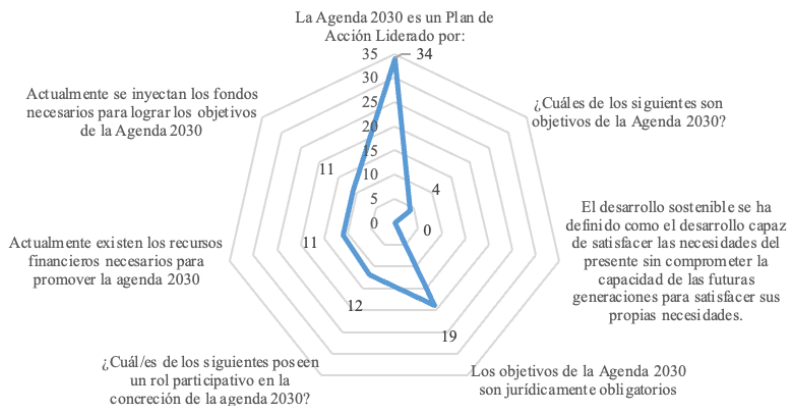 La Agenda 2030 es un Plan de
Acción Liderado por:
35
34
30
25
20
15
10
5
0
¿Cuáles de los siguientes son
objetivos de la Agenda 2030?
4
El desarrollo sostenible se ha
definido como el desarrollo capaz
de satisfacer las necesidades del
presente sin comprometer la
capacidad de las futuras
generaciones para satisfacer sus
propias necesidades.
0
Los objetivos de la Agenda 2030
son jurídicamente obligatorios
19
¿Cuál/es de los siguientes poseen
un rol participativo en la
concreción de la agenda 2030?
12
Actualmente existen los recursos
financieros necesarios para
promover la agenda 2030
11
Actualmente se inyectan los fondos
necesarios para lograr los objetivos
de la Agenda 2030
11